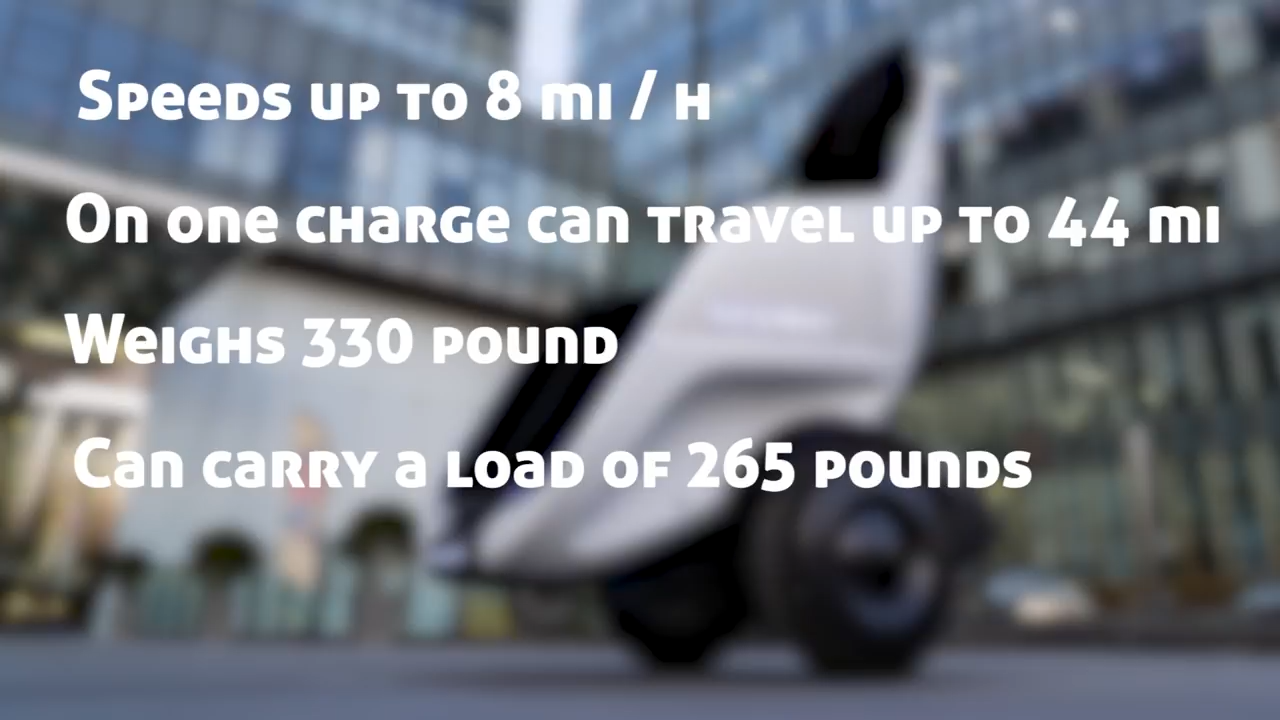 Speeds up to 8 mi / h
On one charge can travel up to 44 mi
Weighs 330 pound
Can carry a load of 265 pounds